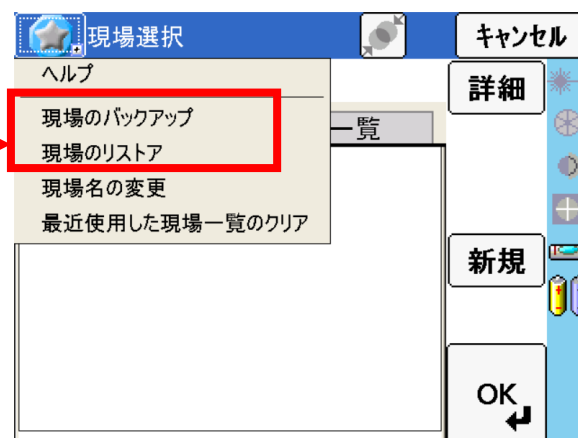 現場選択
キャンセル
ヘルプ
詳細
現場のバックアップ
一覧
現場のリストア
現場名の変更
最近使用した現場一覧のクリア
新規
OK